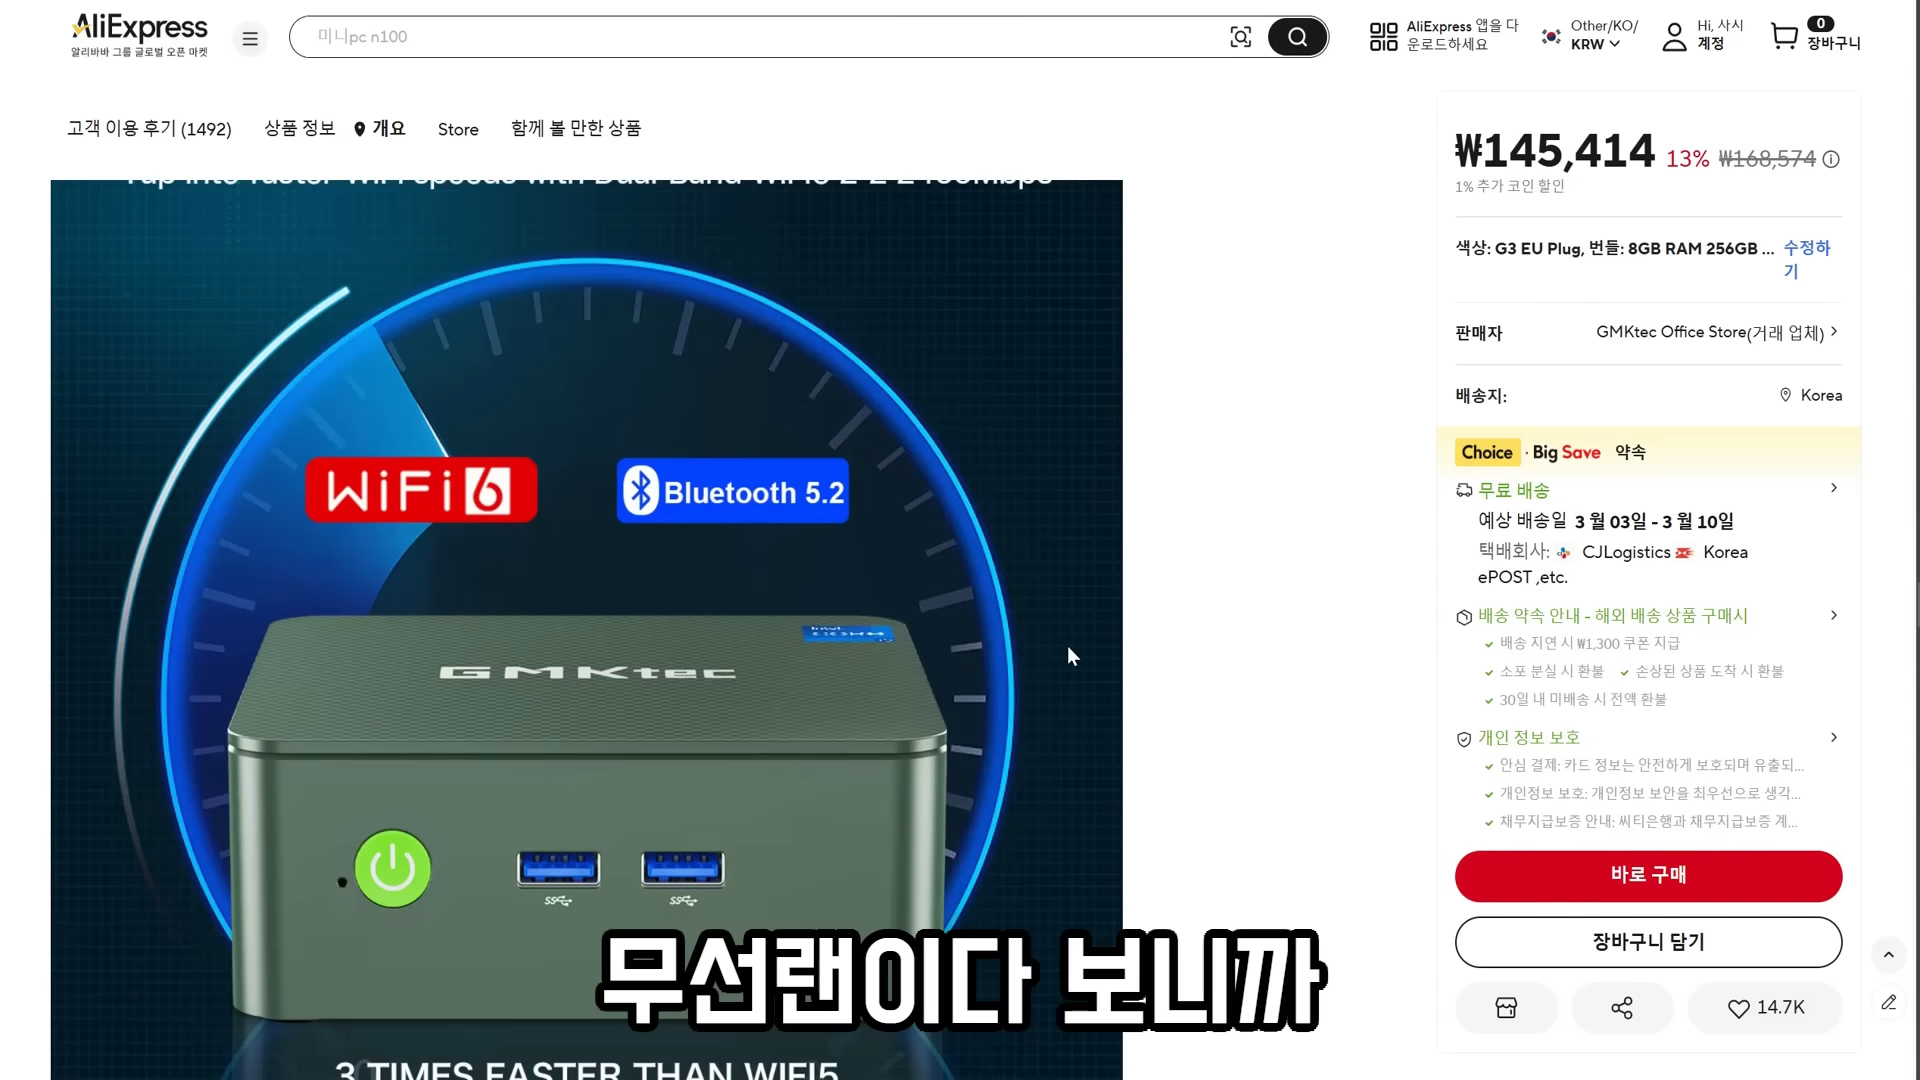 AliExpress
알리바바 그룹 글로벌 오픈 마켓
미니pc n100
AliExpress 앱을 다
운로드하세요
Other/KO/
KRW
Hi, 사시
계정
0
장바구니
고객 이용 후기 (1492)
상품 정보
개요
Store
함께 볼 만한 상품
WiFi 6
Bluetooth 5.2
intel
GMKtec
SS
SS
3 TIMES FASTER THAN WIFI5
무선랜이다 보니까
₩145,414 13% ₩168,574
1% 추가 코인 할인
색상: G3 EU Plug, 번들: 8GB RAM 256GB ... 수정하
기
판매자 GMKtec Office Store(거래 업체)
배송지: Korea
Choice · Big Save 약속
무료 배송
예상 배송일 3 월 03일 - 3 월 10일
택배회사: CJLogistics Korea
ePOST ,etc.
배송 약속 안내 - 해외 배송 상품 구매시
배송 지연 시 ₩1,300 쿠폰 지급
소포 분실 시 환불 손상된 상품 도착 시 환불
30일 내 미배송 시 전액 환불
개인 정보 보호
안심 결제: 카드 정보는 안전하게 보호되며 유출되...
개인정보 보호: 개인정보 보안을 최우선으로 생각...
채무지급보증 안내: 씨티은행과 채무지급보증 계...
바로 구매
장바구니 담기
14.7K